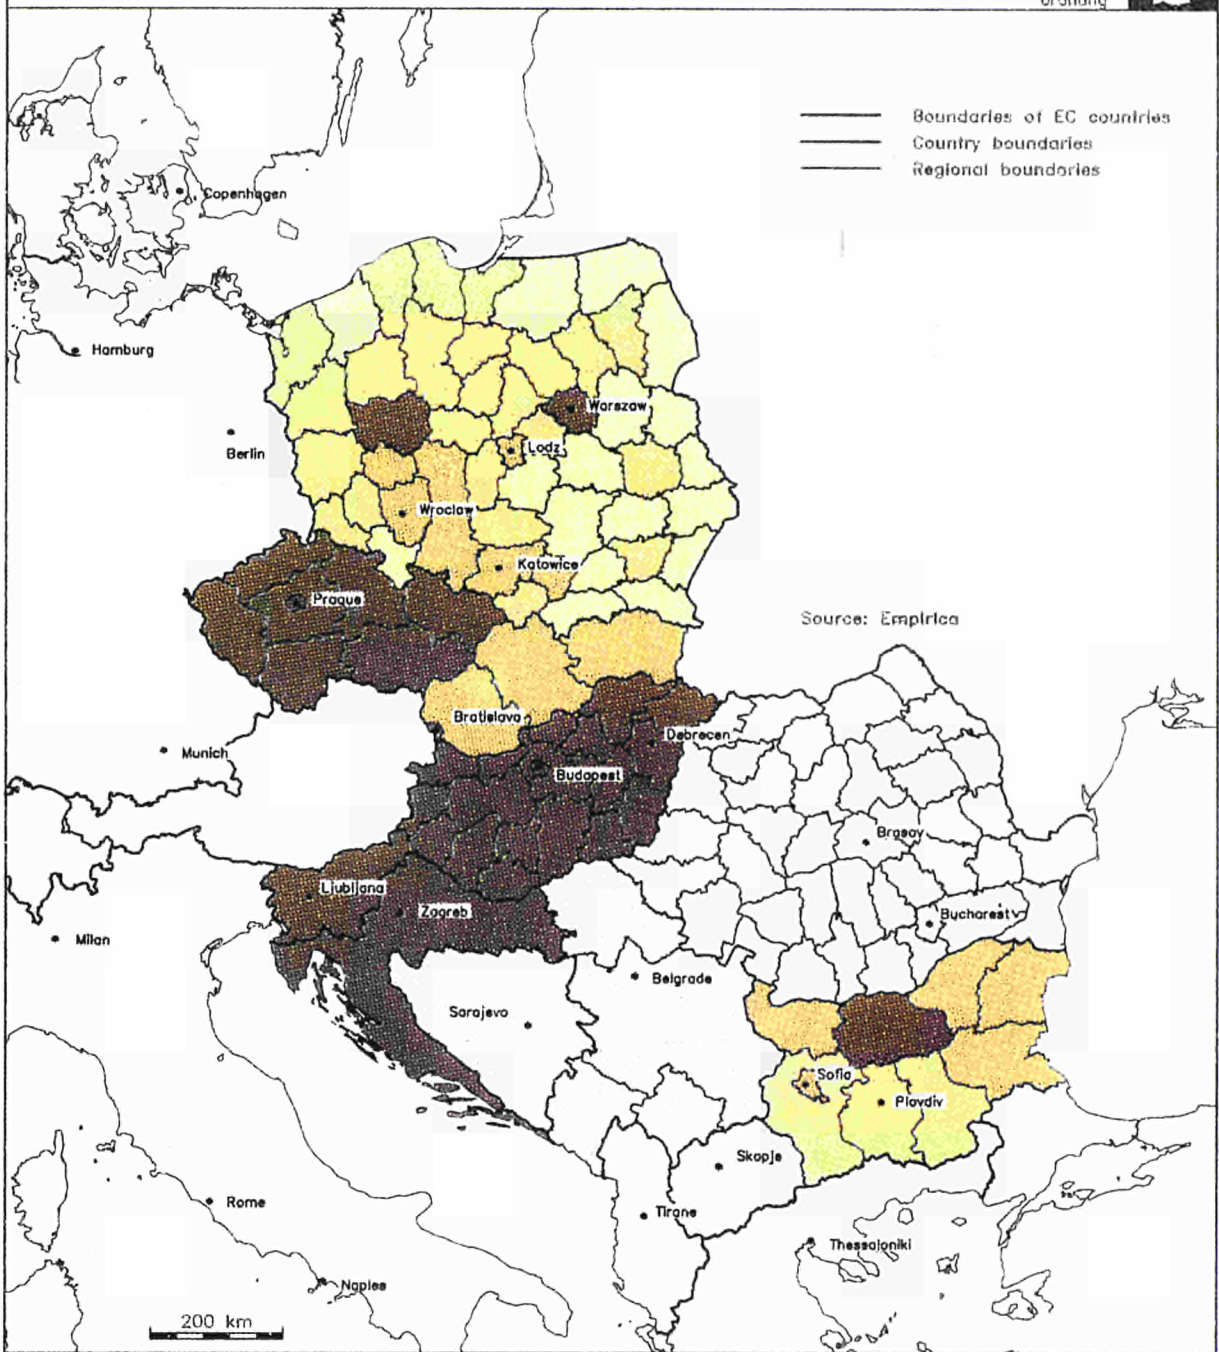 Boundaries of EC countries
Country boundaries
Regional boundaries
Copenhagen
Hamburg
Warszaw
Berlin
Lodz
Wroclaw
Katowice
Prague
Source: Empirica
Bratislava
Debrecen
Munich
Budapest
Brasov
Ljubljana
Zagreb
Bucharest
Milan
Belgrade
Sarajevo
Sofia
Plovdiv
Skopje
Rome
Tirane
Thessaloniki
Naples
200 km